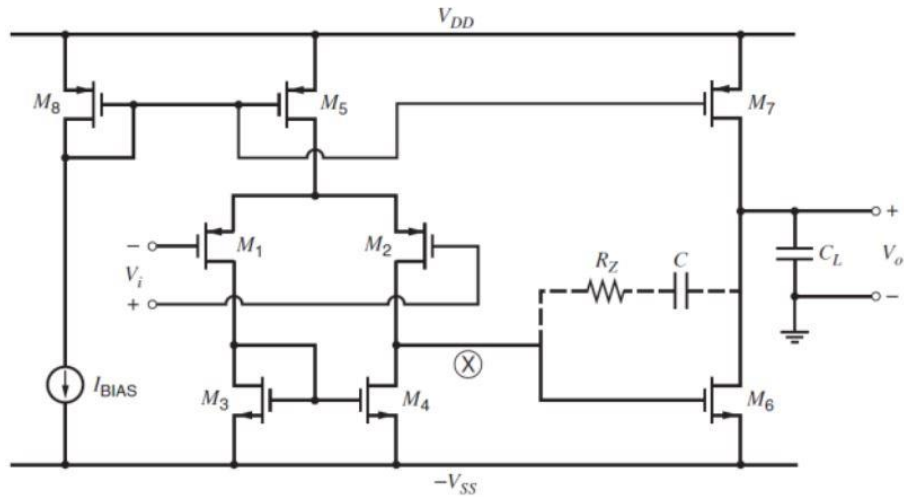 V_DD
M_8
M_5
M_7
−
M_1
M_2
+
V_i
R_Z
C
C_L
V_o
+
−
X
I_BIAS
M_3
M_4
M_6
−V_SS